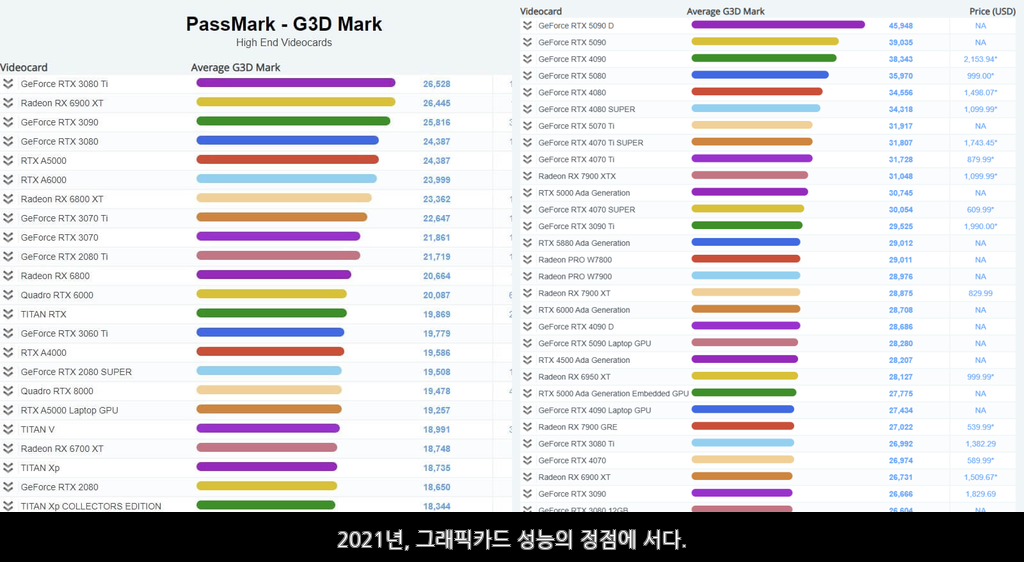 PassMark - G3D Mark
High End Videocards
Videocard Average G3D Mark
GeForce RTX 3080 Ti 26,528
Radeon RX 6900 XT 26,445
GeForce RTX 3090 25,816
GeForce RTX 3080 24,387
RTX A5000 24,387
RTX A6000 23,999
Radeon RX 6800 XT 23,362
GeForce RTX 3070 Ti 22,647
GeForce RTX 3070 21,861
GeForce RTX 2080 Ti 21,719
Radeon RX 6800 20,664
Quadro RTX 6000 20,087
TITAN RTX 19,869
GeForce RTX 3060 Ti 19,779
RTX A4000 19,586
GeForce RTX 2080 SUPER 19,508
Quadro RTX 8000 19,478
RTX A5000 Laptop GPU 19,257
TITAN V 18,991
Radeon RX 6700 XT 18,748
TITAN Xp 18,735
GeForce RTX 2080 18,650
TITAN Xp COLLECTORS EDITION 18,344
Videocard Average G3D Mark Price (USD)
GeForce RTX 5090 D 45,948 NA
GeForce RTX 5090 39,035 NA
GeForce RTX 4090 38,343 2,153.94*
GeForce RTX 5080 35,970 999.00*
GeForce RTX 4080 34,556 1,498.07*
GeForce RTX 4080 SUPER 34,318 1,099.99*
GeForce RTX 5070 Ti 31,917 NA
GeForce RTX 4070 Ti SUPER 31,807 1,743.45*
GeForce RTX 4070 Ti 31,728 879.99*
Radeon RX 7900 XTX 31,048 1,099.99*
RTX 5000 Ada Generation 30,745 NA
GeForce RTX 4070 SUPER 30,054 609.99*
GeForce RTX 3090 Ti 29,525 1,990.00*
RTX 5880 Ada Generation 29,012 NA
Radeon PRO W7800 29,011 NA
Radeon PRO W7900 28,976 NA
Radeon RX 7900 XT 28,875 829.99
RTX 6000 Ada Generation 28,708 NA
GeForce RTX 4090 D 28,686 NA
GeForce RTX 5090 Laptop GPU 28,280 NA
RTX 4500 Ada Generation 28,207 NA
Radeon RX 6950 XT 28,127 999.99*
RTX 5000 Ada Generation Embedded GPU 27,775 NA
GeForce RTX 4090 Laptop GPU 27,434 NA
Radeon RX 7900 GRE 27,022 539.99*
GeForce RTX 3080 Ti 26,992 1,382.29
GeForce RTX 4070 26,974 589.99*
Radeon RX 6900 XT 26,731 1,509.67*
GeForce RTX 3090 26,666 1,829.69
GeForce RTX 3080 12GB 26,604 NA
2021년, 그래픽카드 성능의 정점에 서다.